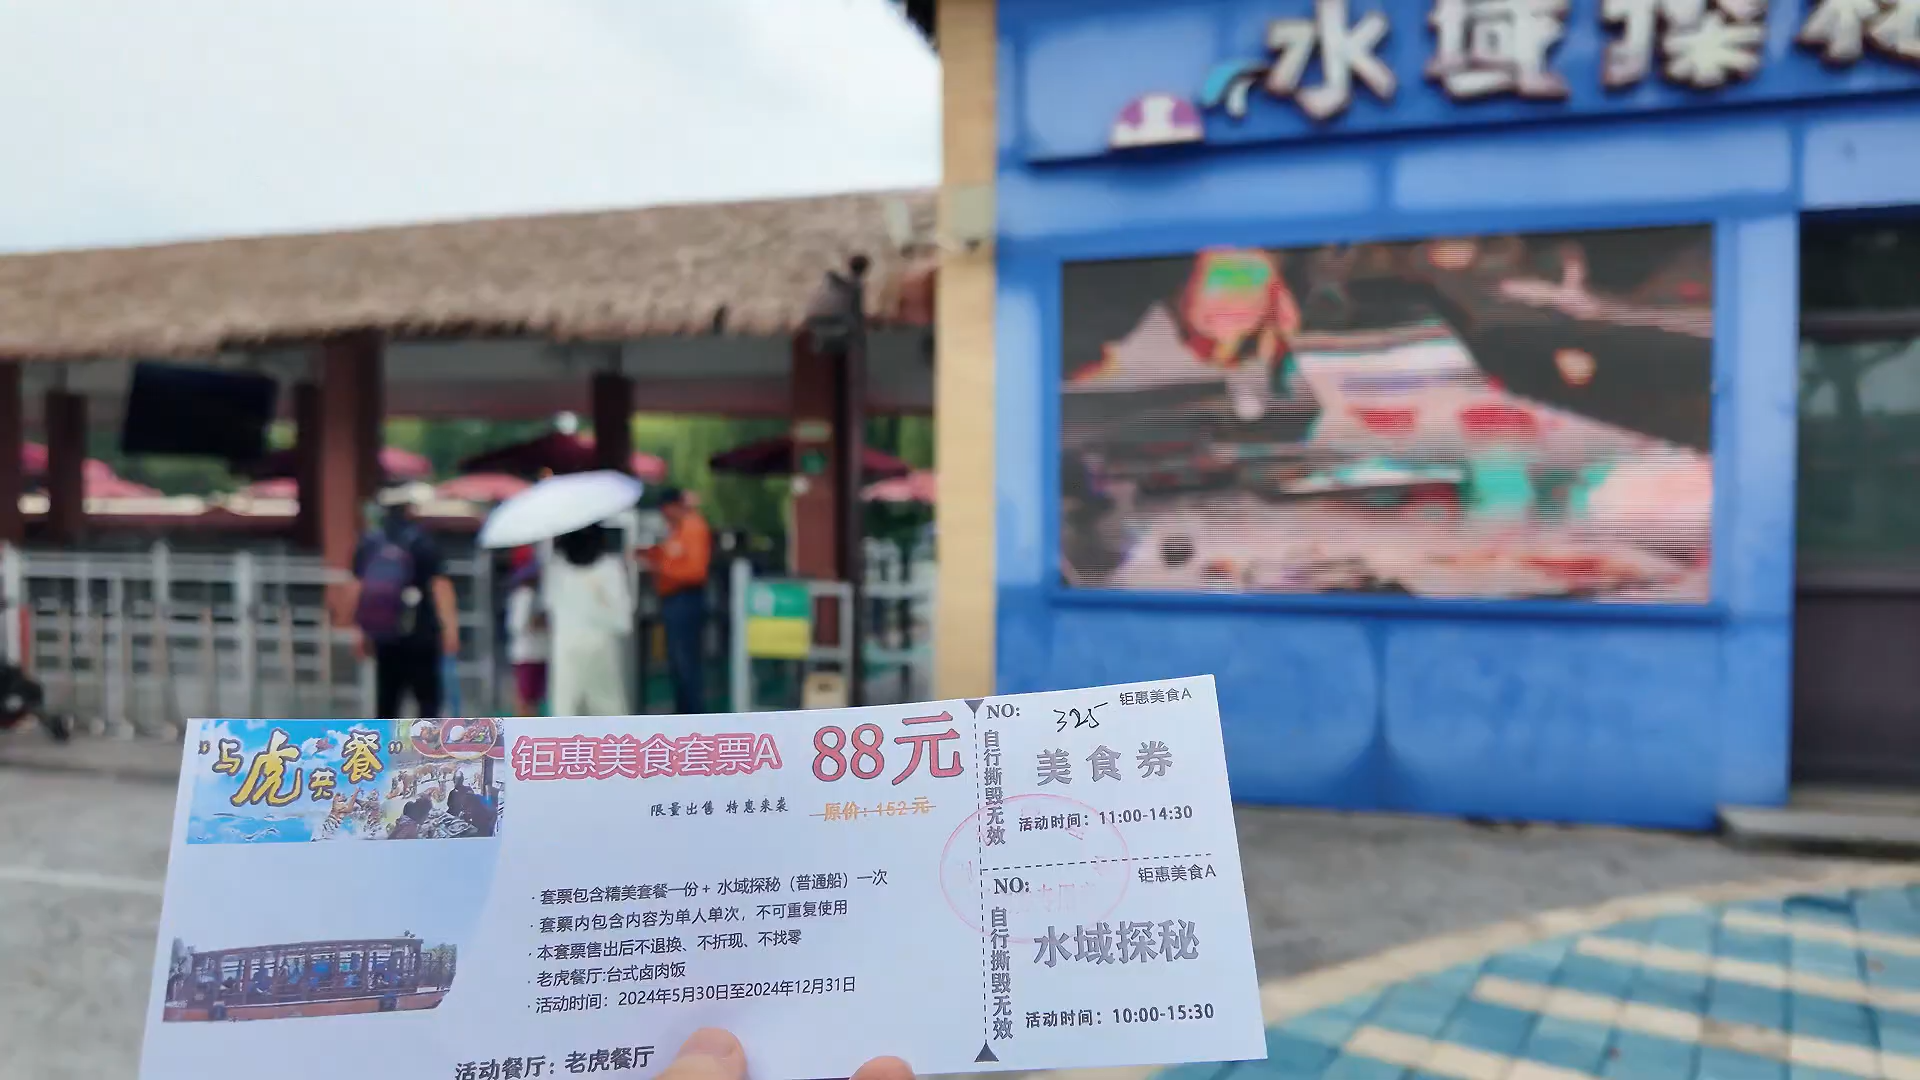 水域探秘
"与虎共餐"
钜惠美食套票A
88元
限量出售 特惠来袭
原价：152元
· 套票包含精美套餐一份 + 水域探秘（普通船）一次
· 套票内包含内容为单人单次，不可重复使用
· 本套票售出后不退换、不折现、不找零
· 老虎餐厅:台式卤肉饭
· 活动时间：2024年5月30日至2024年12月31日
活动餐厅：老虎餐厅
NO: 325
钜惠美食A
自行撕毁无效
美食券
活动时间：11:00-14:30
NO:
钜惠美食A
自行撕毁无效
水域探秘
活动时间：10:00-15:30